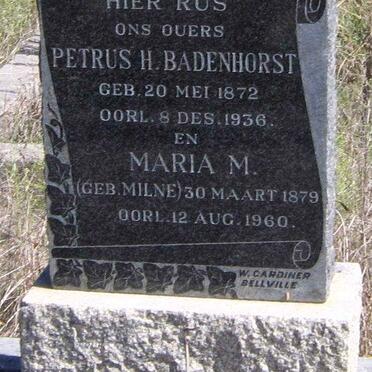 HIER RUS
ONS OUERS
PETRUS H. BADENHORST
GEB. 20 MEI 1872
OORL. 8 DES. 1936.
EN
MARIA M.
(GEB. MILNE) 30 MAART 1879
OORL. 12 AUG. 1960.
W. GARDINER
BELLVILLE